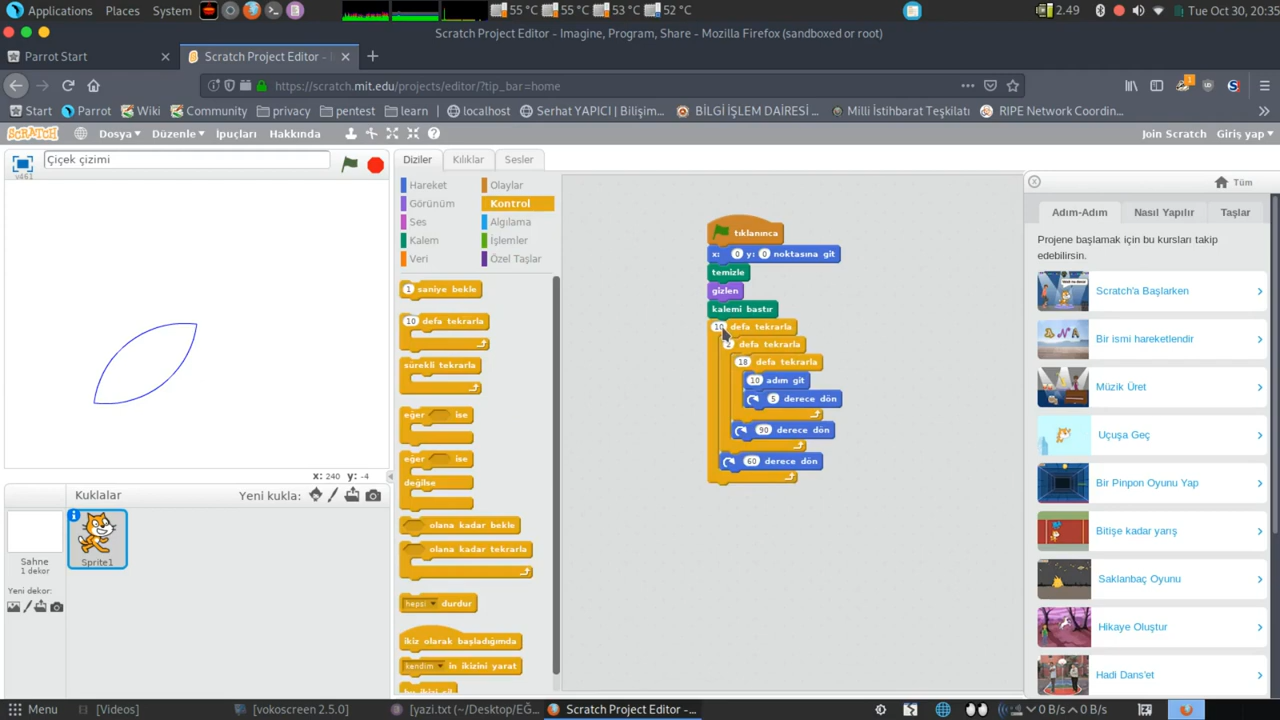 Applications Places System 55 °C 55 °C 53 °C 52 °C 2.49 Tue Oct 30, 20:35
Scratch Project Editor - Imagine, Program, Share - Mozilla Firefox (sandboxed or root)
Parrot Start Scratch Project Editor -
https://scratch.mit.edu/projects/editor/?tip_bar=home
Start Parrot Wiki Community privacy pentest learn localhost Serhat YAPICI | Bilişim... BİLGİ İŞLEM DAİRESİ ... Milli İstihbarat Teşkilatı RIPE Network Coordin...
SCRATCH Dosya Düzenle İpuçları Hakkında Join Scratch Giriş yap
v461
Çiçek çizimi
x: 240 y: -4
Kuklalar Yeni kukla:
Sahne
1 dekor
Yeni dekor:
Sprite1
Diziler Kılıklar Sesler
Hareket Olaylar
Görünüm Kontrol
Ses Algılama
Kalem İşlemler
Veri Özel Taşlar
1 saniye bekle
10 defa tekrarla
sürekli tekrarla
eğer ise
eğer ise
değilse
olana kadar bekle
olana kadar tekrarla
hepsi durdur
ikiz olarak başladığımda
kendim in ikizini yarat
bu ikizi sil
tıklanınca
x: 0 y: 0 noktasına git
temizle
gizlen
kalemi bastır
10 defa tekrarla
2 defa tekrarla
18 defa tekrarla
10 adım git
5 derece dön
90 derece dön
60 derece dön
Tüm
Adım-Adım Nasıl Yapılır Taşlar
Projene başlamak için bu kursları takip
edebilirsin.
Scratch'a Başlarken
Bir ismi hareketlendir
Müzik Üret
Uçuşa Geç
Bir Pinpon Oyunu Yap
Bitişe kadar yarış
Saklanbaç Oyunu
Hikaye Oluştur
Hadi Dans'et
Menu [Videos] [vokoscreen 2.5.0] [yazi.txt (~/Desktop/EĞ... Scratch Project Editor -... 0 B/s 0 B/s